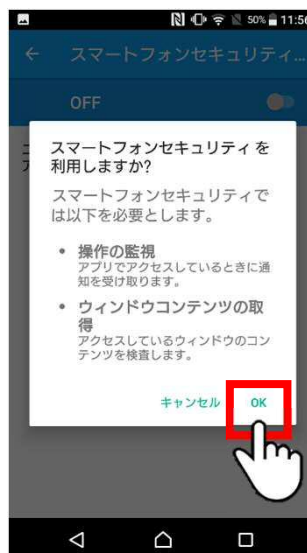 50% 11:56
スマートフォンセキュリティ...
OFF
スマートフォンセキュリティ を
利用しますか?
スマートフォンセキュリティで
は以下を必要とします。
• 操作の監視
アプリでアクセスしているときに通
知を受け取ります。
• ウィンドウコンテンツの取
得
アクセスしているウィンドウのコン
テンツを検査します。
キャンセル OK